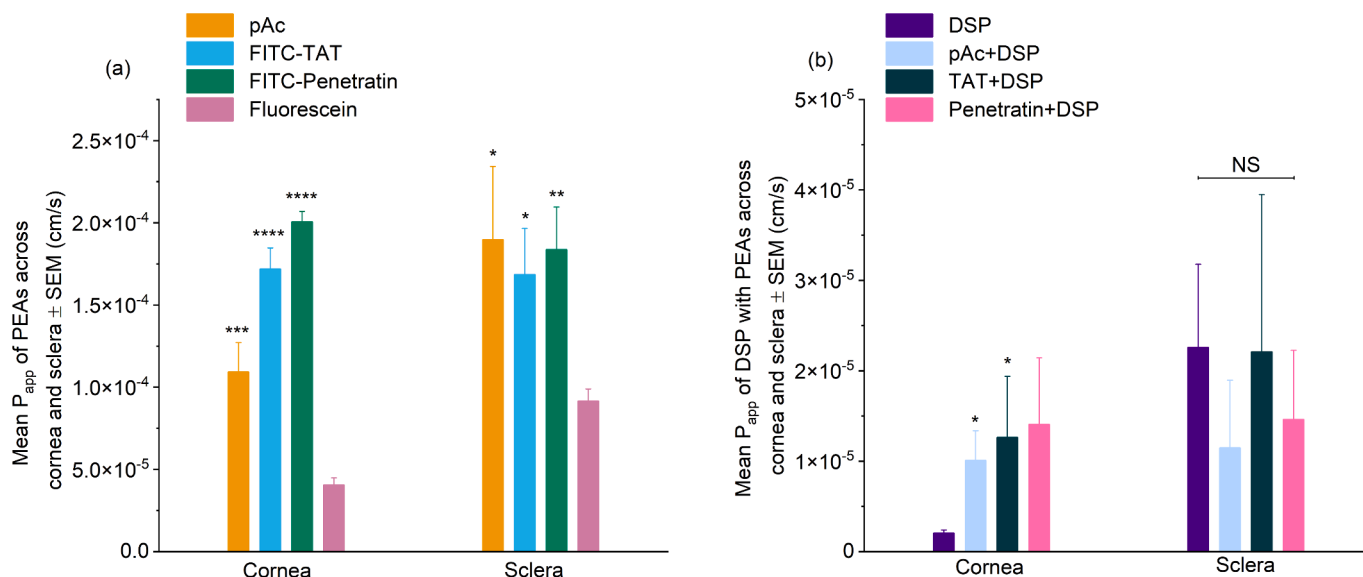 (a)
pAc
FITC-TAT
FITC-Penetratin
Fluorescein
Mean Papp of PEAs across
cornea and sclera ± SEM (cm/s)
2.5×10-4
2.0×10-4
1.5×10-4
1.0×10-4
5.0×10-5
0.0
***
****
****
*
*
**
Cornea
Sclera
(b)
DSP
pAc+DSP
TAT+DSP
Penetratin+DSP
Mean Papp of DSP with PEAs across
cornea and sclera ± SEM (cm/s)
5×10-5
4×10-5
3×10-5
2×10-5
1×10-5
0
*
*
NS
Cornea
Sclera